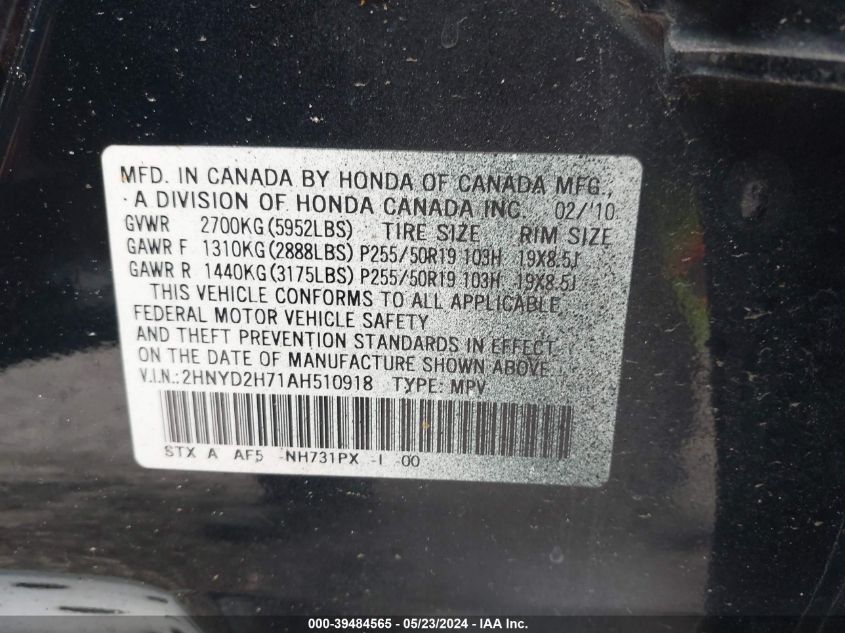 MFD. IN CANADA BY HONDA OF CANADA MFG.,
A DIVISION OF HONDA CANADA INC. 02/'10
GVWR 2700KG(5952LBS) TIRE SIZE RIM SIZE
GAWR F 1310KG(2888LBS) P255/50R19 103H 19X8.5J
GAWR R 1440KG(3175LBS) P255/50R19 103H 19X8.5J
THIS VEHICLE CONFORMS TO ALL APPLICABLE
FEDERAL MOTOR VEHICLE SAFETY
AND THEFT PREVENTION STANDARDS IN EFFECT
ON THE DATE OF MANUFACTURE SHOWN ABOVE.
V.I.N.:2HNYD2H71AH510918 TYPE: MPV
STX A AF5 -NH731PX -I 00
000-39484565 - 05/23/2024 - IAA Inc.